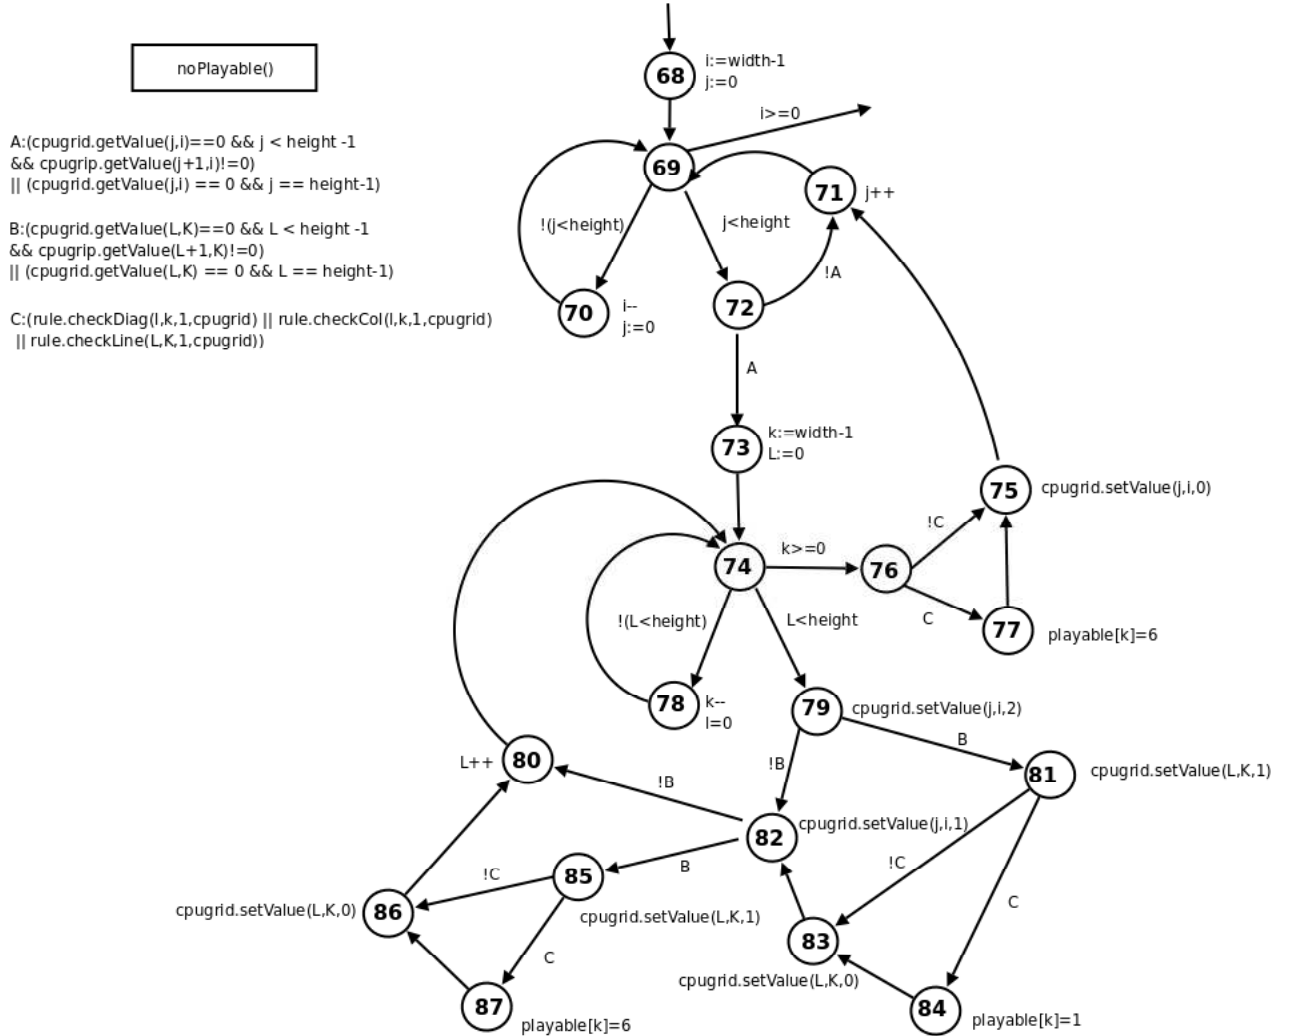 noPlayable()
A:(cpugrid.getValue(j,i)==0 && j < height -1
&& cpugrip.getValue(j+1,i)!=0)
|| (cpugrid.getValue(j,i) == 0 && j == height-1)
B:(cpugrid.getValue(L,K)==0 && L < height -1
&& cpugrip.getValue(L+1,K)!=0)
|| (cpugrid.getValue(L,K) == 0 && L == height-1)
C:(rule.checkDiag(l,k,1,cpugrid) || rule.checkCol(l,k,1,cpugrid)
|| rule.checkLine(L,K,1,cpugrid))
68
i:=width-1
j:=0
i>=0
69
71
j++
!(j<height)
j<height
!A
70
i--
j:=0
72
A
73
k:=width-1
L:=0
75
cpugrid.setValue(j,i,0)
!C
74
k>=0
76
C
77
playable[k]=6
!(L<height)
L<height
78
k--
l=0
79
cpugrid.setValue(j,i,2)
B
!B
L++
80
!B
81
cpugrid.setValue(L,K,1)
82
cpugrid.setValue(j,i,1)
B
!C
!C
85
cpugrid.setValue(L,K,1)
cpugrid.setValue(L,K,0)
86
C
C
83
cpugrid.setValue(L,K,0)
87
playable[k]=6
84
playable[k]=1